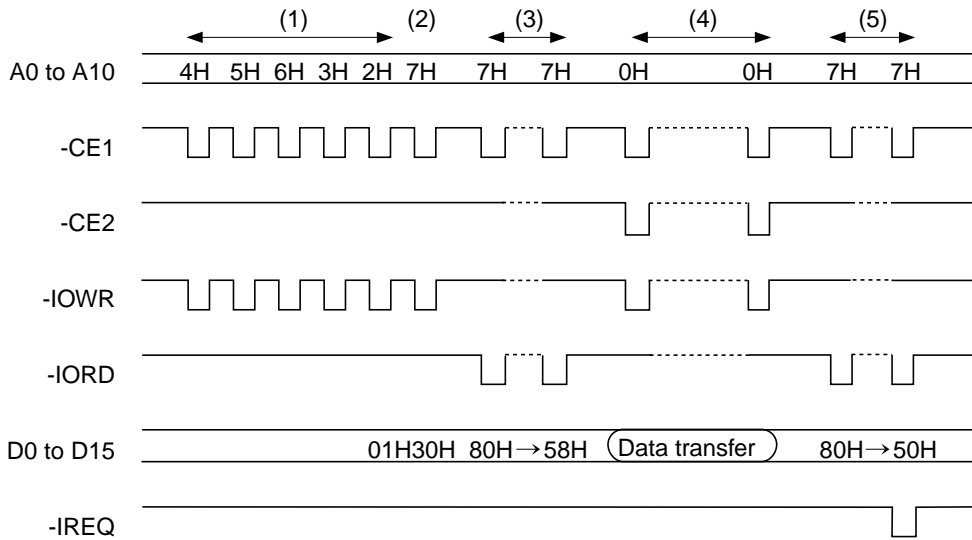 (1) (2) (3) (4) (5)
A0 to A10 4H 5H 6H 3H 2H 7H 7H 7H 0H 0H 7H 7H
-CE1
-CE2
-IOWR
-IORD
D0 to D15 01H30H 80H→58H Data transfer 80H→50H
-IREQ